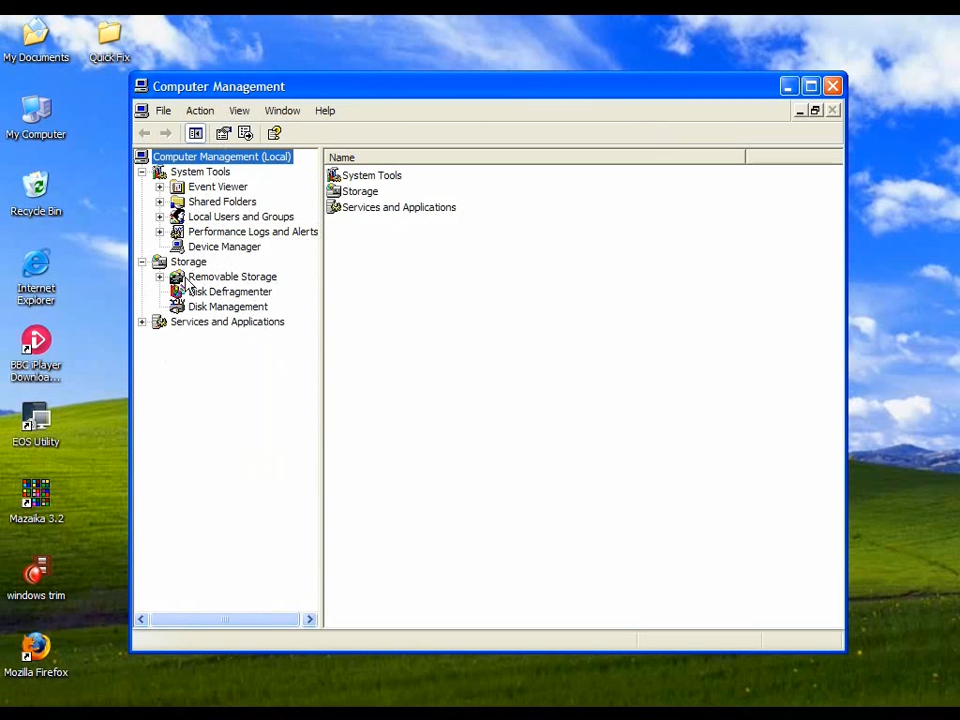 My Documents
Quick Fix
My Computer
Recycle Bin
Internet
Explorer
BBC iPlayer
Downloa...
EOS Utility
Mazaika 3.2
windows trim
Mozilla Firefox
Computer Management
File Action View Window Help
Computer Management (Local)
System Tools
Event Viewer
Shared Folders
Local Users and Groups
Performance Logs and Alerts
Device Manager
Storage
Removable Storage
Disk Defragmenter
Disk Management
Services and Applications
Name
System Tools
Storage
Services and Applications